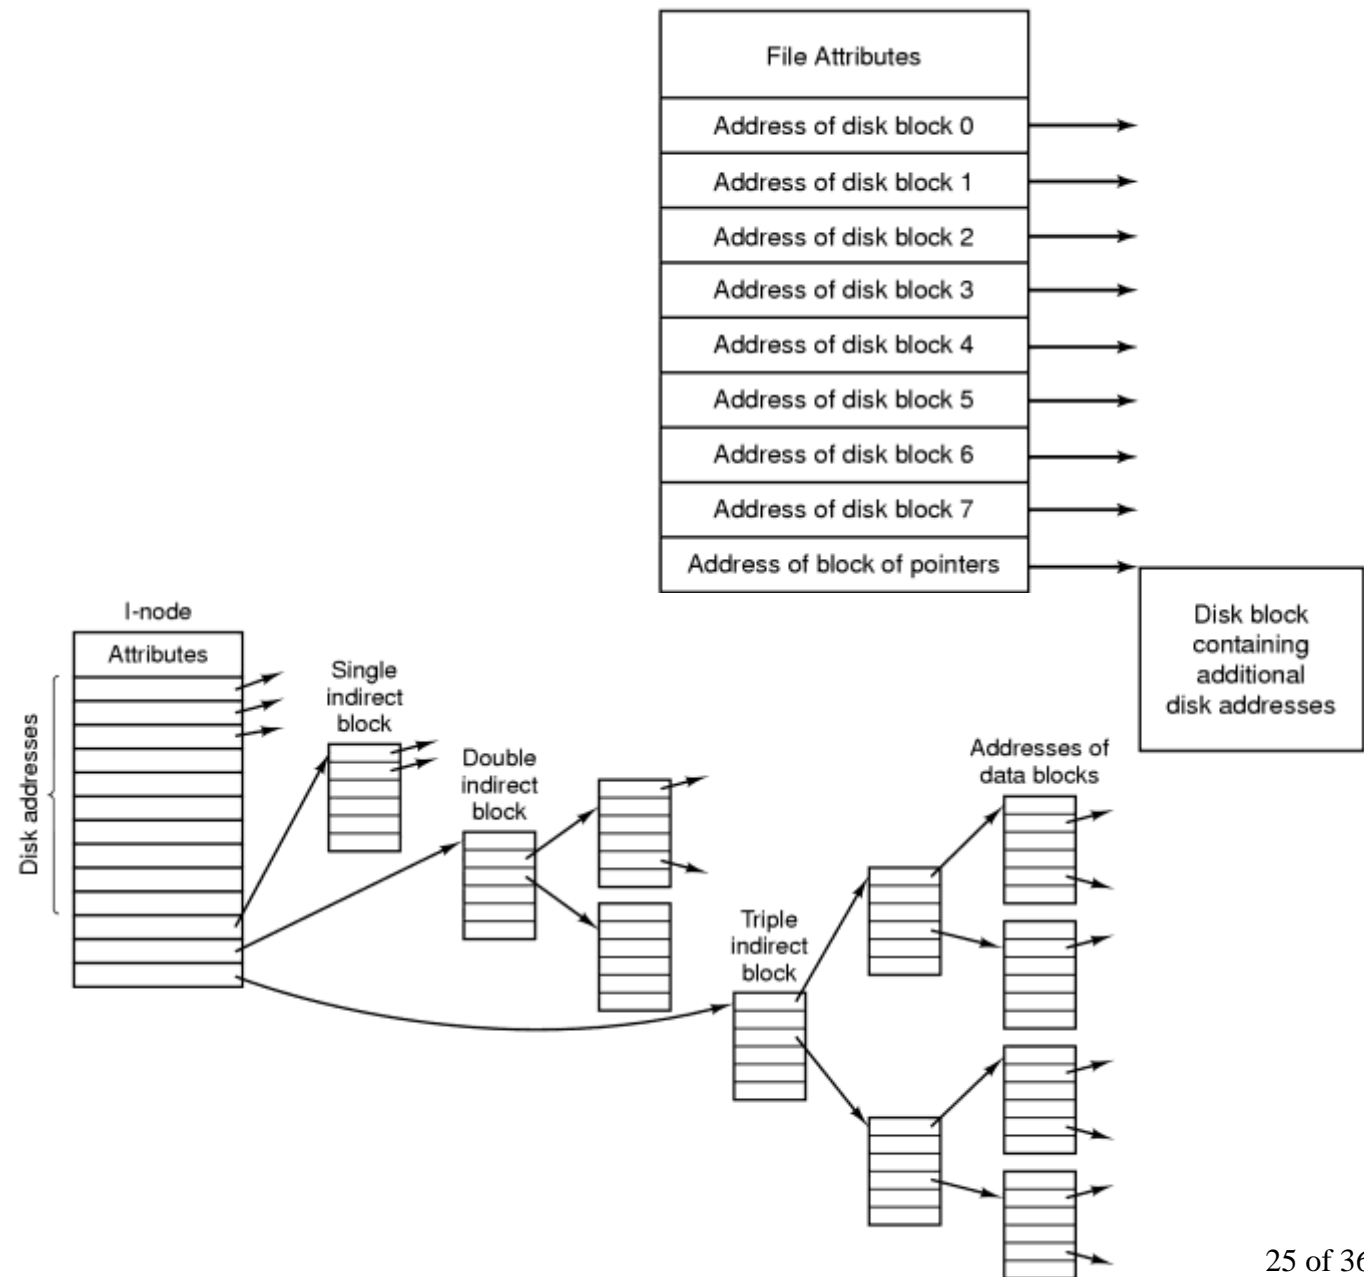 File Attributes
Address of disk block 0
Address of disk block 1
Address of disk block 2
Address of disk block 3
Address of disk block 4
Address of disk block 5
Address of disk block 6
Address of disk block 7
Address of block of pointers
Disk block
containing
additional
disk addresses
I-node
Attributes
Disk addresses
Single
indirect
block
Double
indirect
block
Triple
indirect
block
Addresses of
data blocks
25 of 36